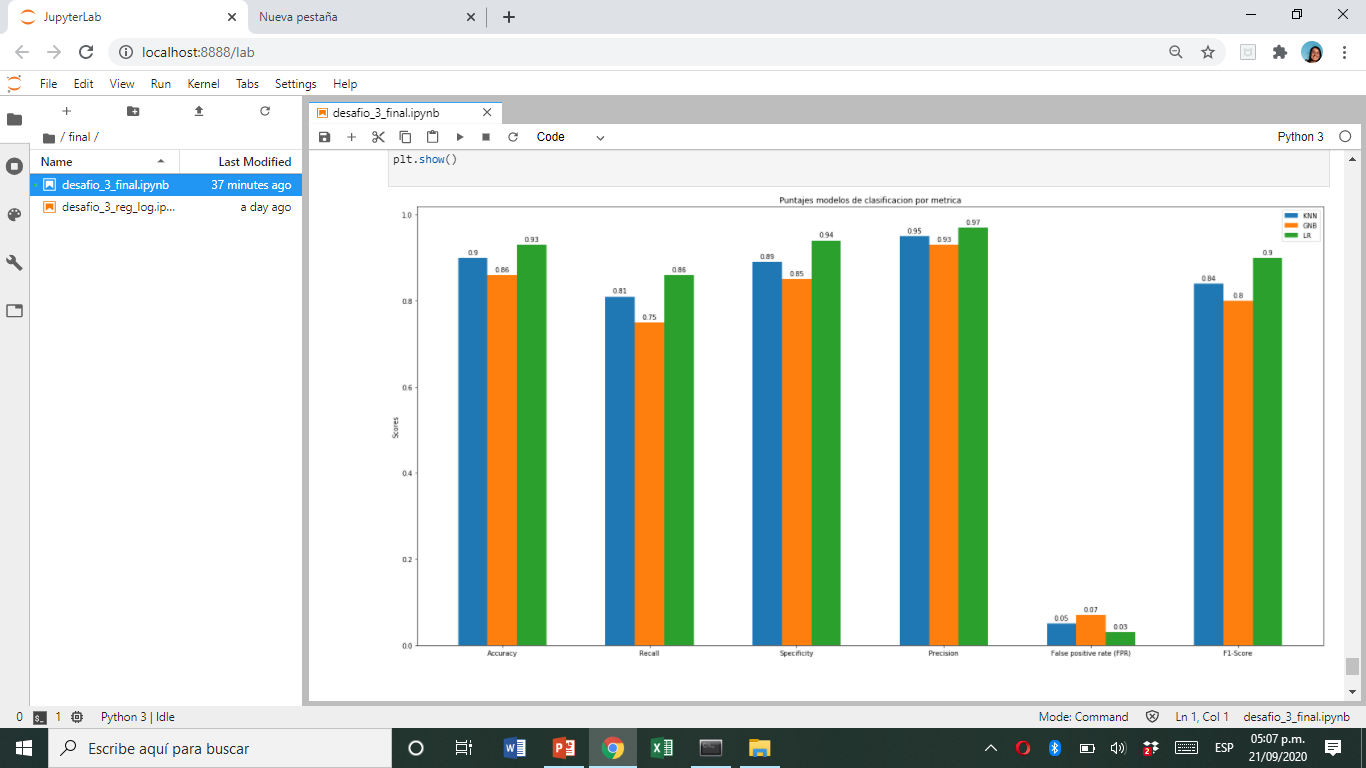 JupyterLab
Nueva pestaña
localhost:8888/lab
File Edit View Run Kernel Tabs Settings Help
/ final /
Name Last Modified
desafio_3_final.ipynb 37 minutes ago
desafio_3_reg_log.ip... a day ago
desafio_3_final.ipynb
Code
Python 3
plt.show()
Puntajes modelos de clasificacion por metrica
KNN
GNB
LR
Scores
1.0
0.8
0.6
0.4
0.2
0.0
0.9 0.86 0.93
0.81 0.75 0.86
0.89 0.85 0.94
0.95 0.93 0.97
0.05 0.07 0.03
0.84 0.8 0.9
Accuracy Recall Specificity Precision False positive rate (FPR) F1-Score
0 1 Python 3 | Idle
Mode: Command Ln 1, Col 1 desafio_3_final.ipynb
Escribe aquí para buscar
2
ESP
05:07 p.m.
21/09/2020